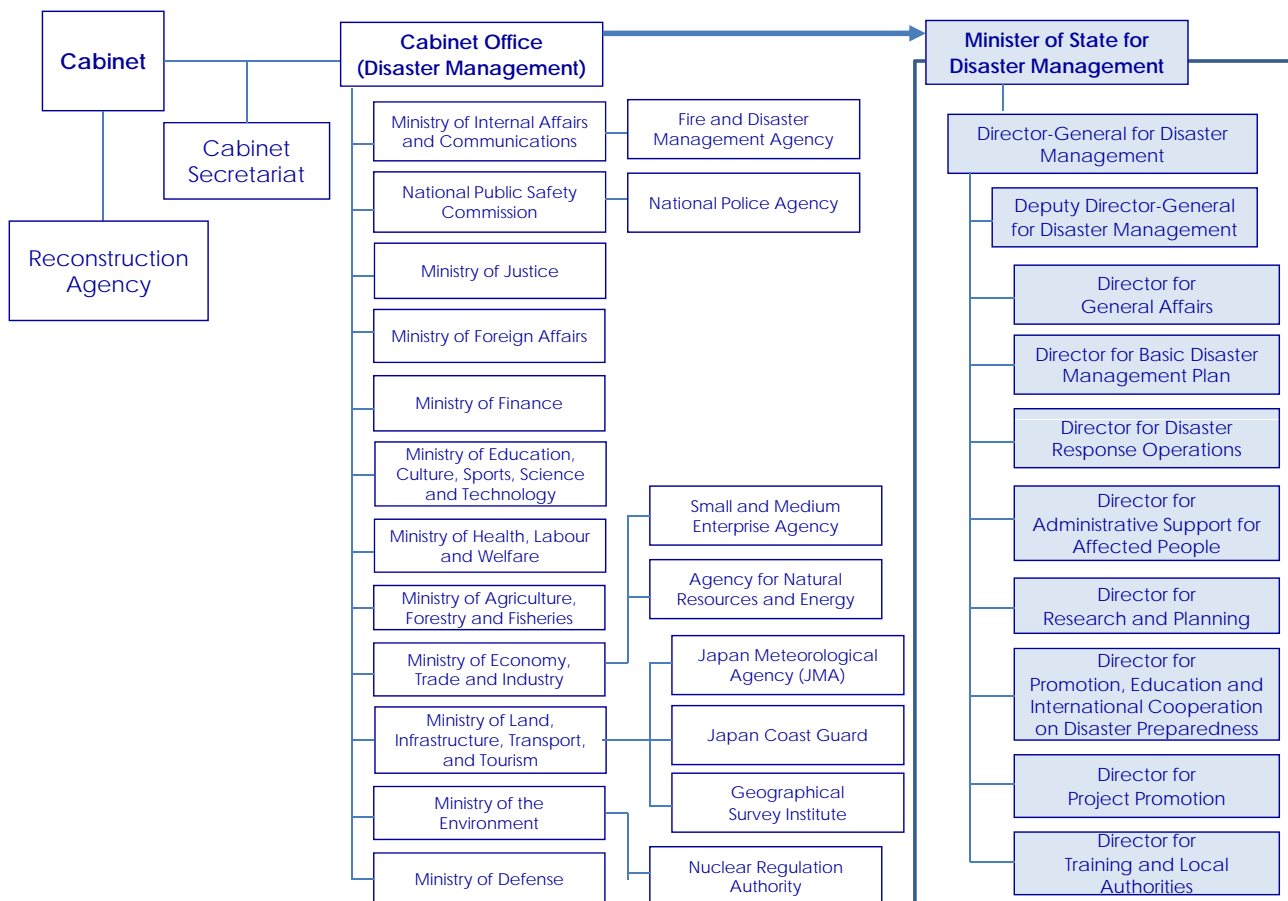 Cabinet
Cabinet Office
(Disaster Management)
Minister of State for
Disaster Management
Cabinet
Secretariat
Reconstruction
Agency
Ministry of Internal Affairs
and Communications
Fire and Disaster
Management Agency
National Public Safety
Commission
National Police Agency
Ministry of Justice
Ministry of Foreign Affairs
Ministry of Finance
Ministry of Education,
Culture, Sports, Science
and Technology
Ministry of Health, Labour
and Welfare
Ministry of Agriculture,
Forestry and Fisheries
Ministry of Economy,
Trade and Industry
Small and Medium
Enterprise Agency
Agency for Natural
Resources and Energy
Ministry of Land,
Infrastructure, Transport,
and Tourism
Japan Meteorological
Agency (JMA)
Japan Coast Guard
Geographical
Survey Institute
Ministry of the
Environment
Nuclear Regulation
Authority
Ministry of Defense
Director-General for Disaster
Management
Deputy Director-General
for Disaster Management
Director for
General Affairs
Director for Basic Disaster
Management Plan
Director for Disaster
Response Operations
Director for
Administrative Support for
Affected People
Director for
Research and Planning
Director for
Promotion, Education and
International Cooperation
on Disaster Preparedness
Director for
Project Promotion
Director for
Training and Local
Authorities